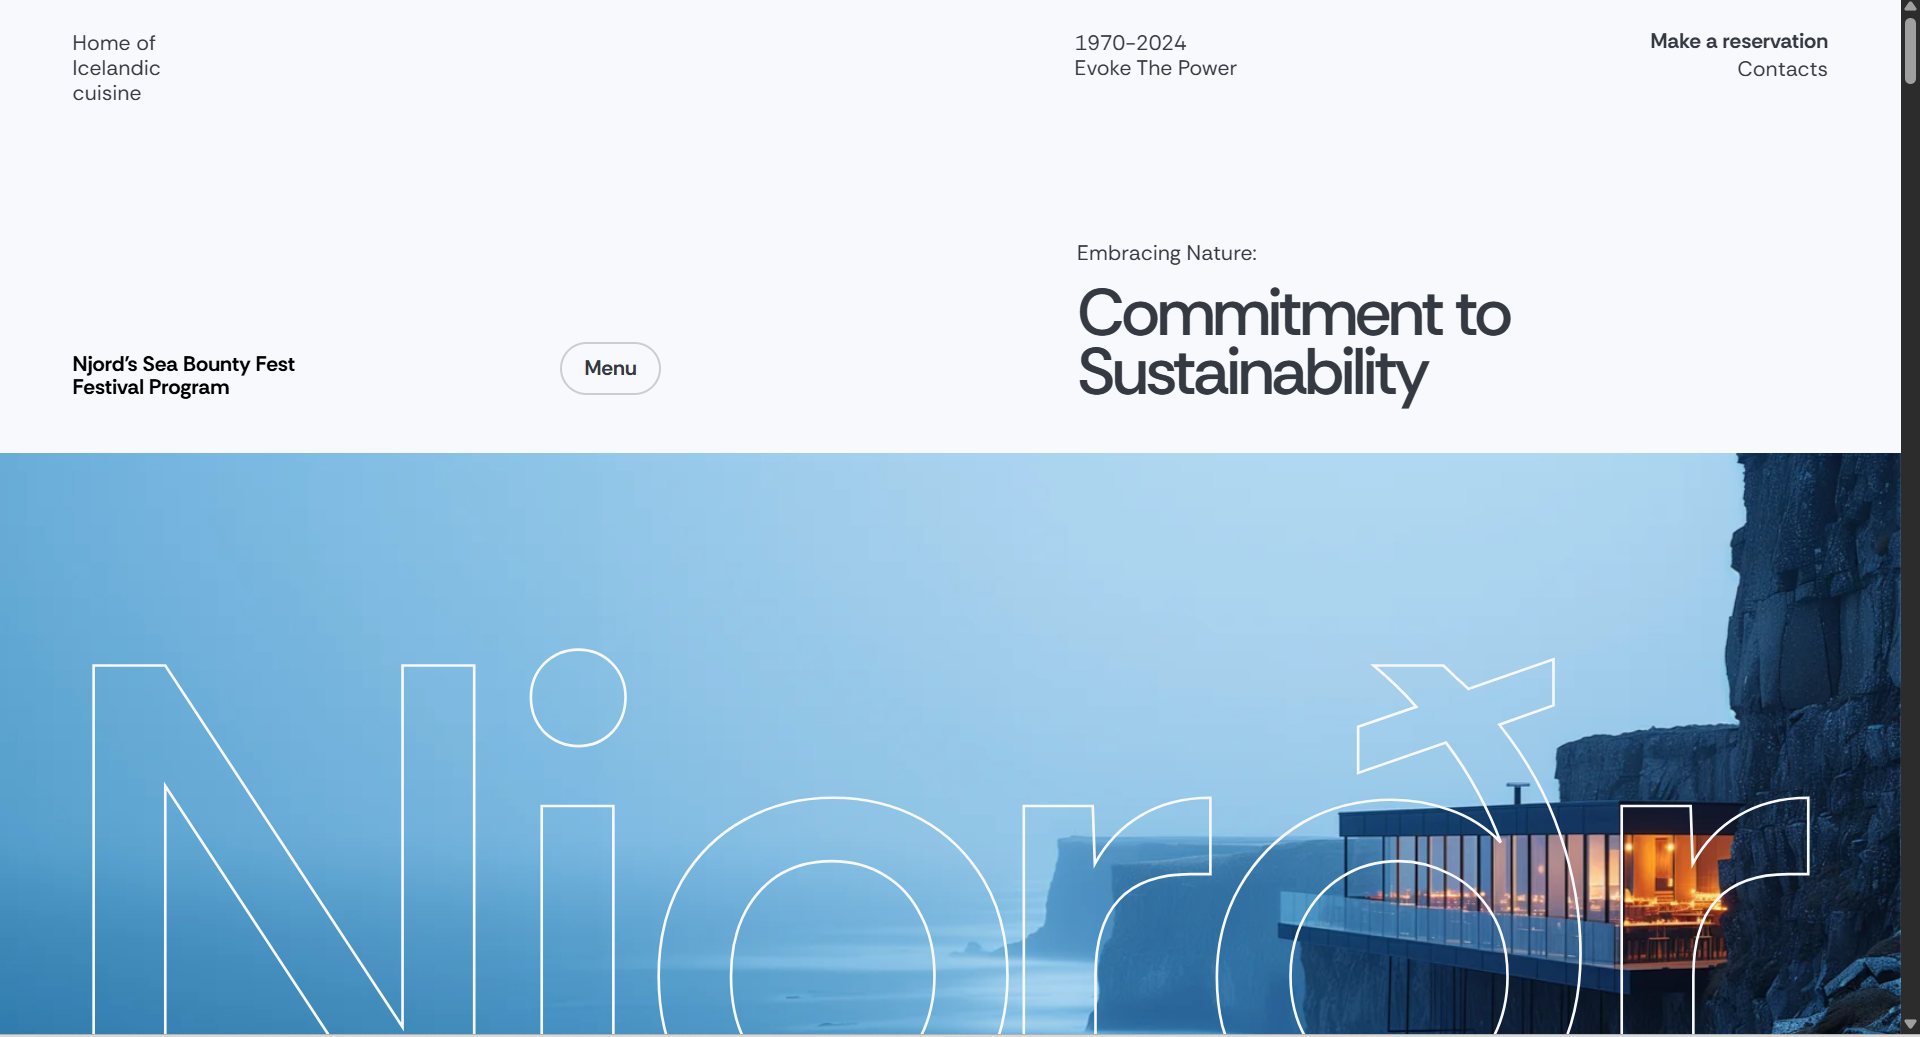 Home of
Icelandic
cuisine
1970-2024
Evoke The Power
Make a reservation
Contacts
Embracing Nature:
Commitment to
Sustainability
Njord's Sea Bounty Fest
Festival Program
Menu
Njorðr